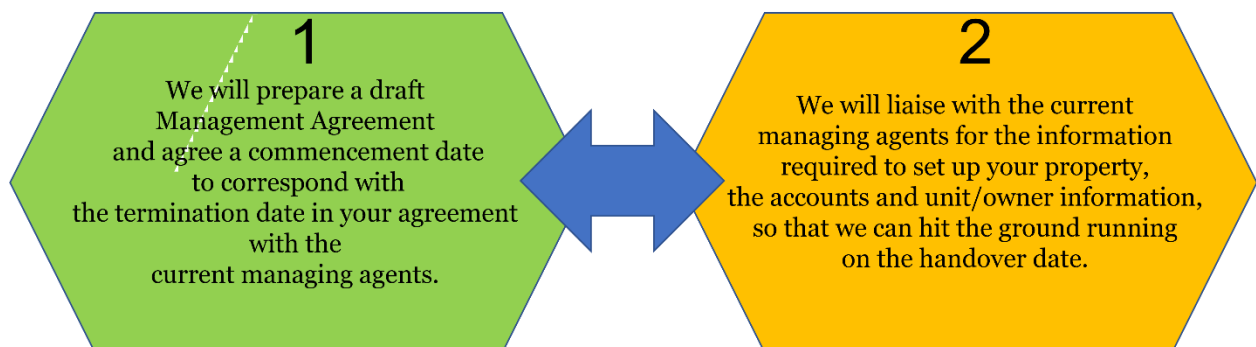 1
We will prepare a draft
Management Agreement
and agree a commencement date
to correspond with
the termination date in your agreement
with the
current managing agents.
2
We will liaise with the current
managing agents for the information
required to set up your property,
the accounts and unit/owner information,
so that we can hit the ground running
on the handover date.